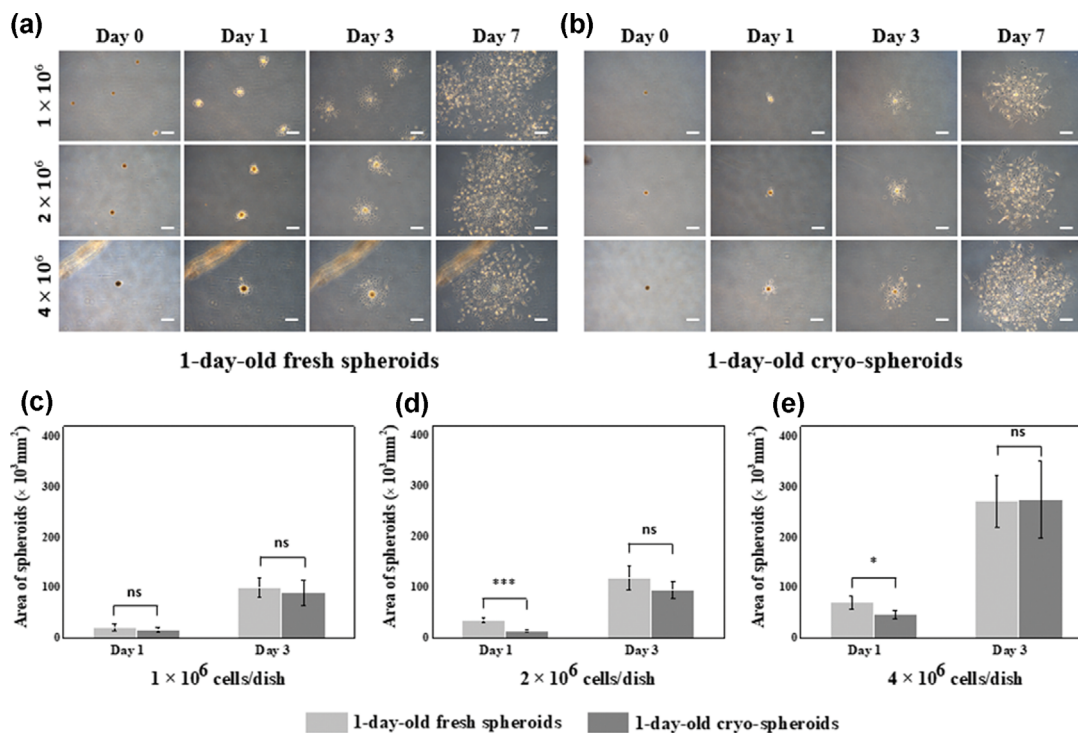 (a)
Day 0 Day 1 Day 3 Day 7
1 × 10⁶
2 × 10⁶
4 × 10⁶
1-day-old fresh spheroids
(b)
Day 0 Day 1 Day 3 Day 7
1-day-old cryo-spheroids
(c)
Area of spheroids (× 10³mm²)
400
300
200
100
0
ns
ns
Day 1 Day 3
1 × 10⁶ cells/dish
(d)
Area of spheroids (× 10³mm²)
400
300
200
100
0
***
ns
Day 1 Day 3
2 × 10⁶ cells/dish
(e)
Area of spheroids (× 10³mm²)
400
300
200
100
0
*
ns
Day 1 Day 3
4 × 10⁶ cells/dish
1-day-old fresh spheroids 1-day-old cryo-spheroids